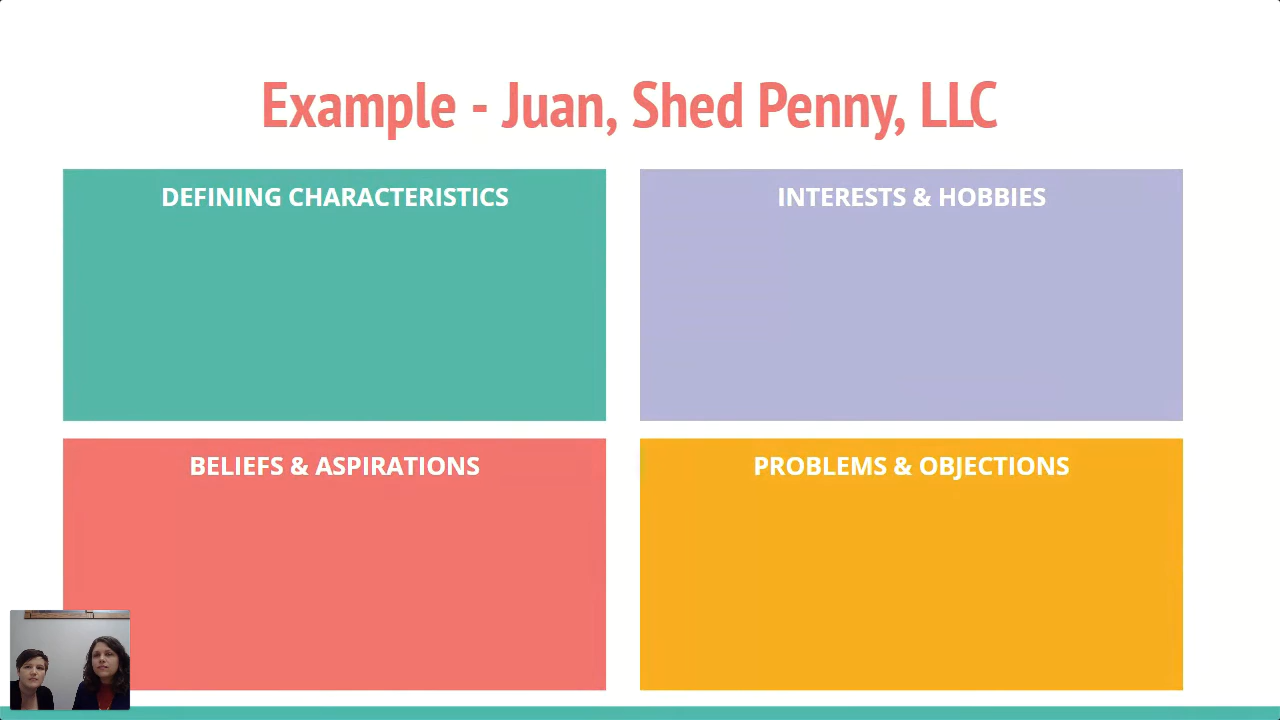 Example - Juan, Shed Penny, LLC
DEFINING CHARACTERISTICS
INTERESTS & HOBBIES
BELIEFS & ASPIRATIONS
PROBLEMS & OBJECTIONS